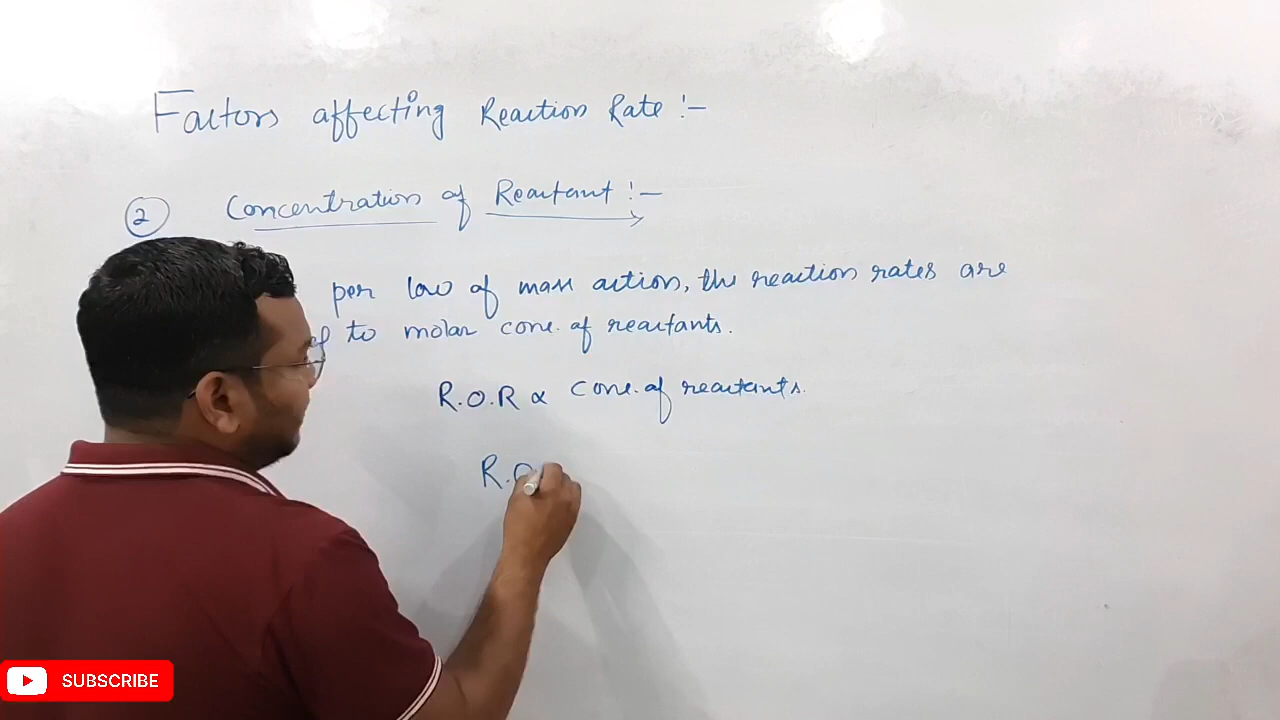 Factors affecting Reaction Rate :-
2 Concentration of Reactant :-
per law of mass action, the reaction rates are
to molar conc. of reactants.
R.O.R ∝ conc. of reactants.
R.O
SUBSCRIBE